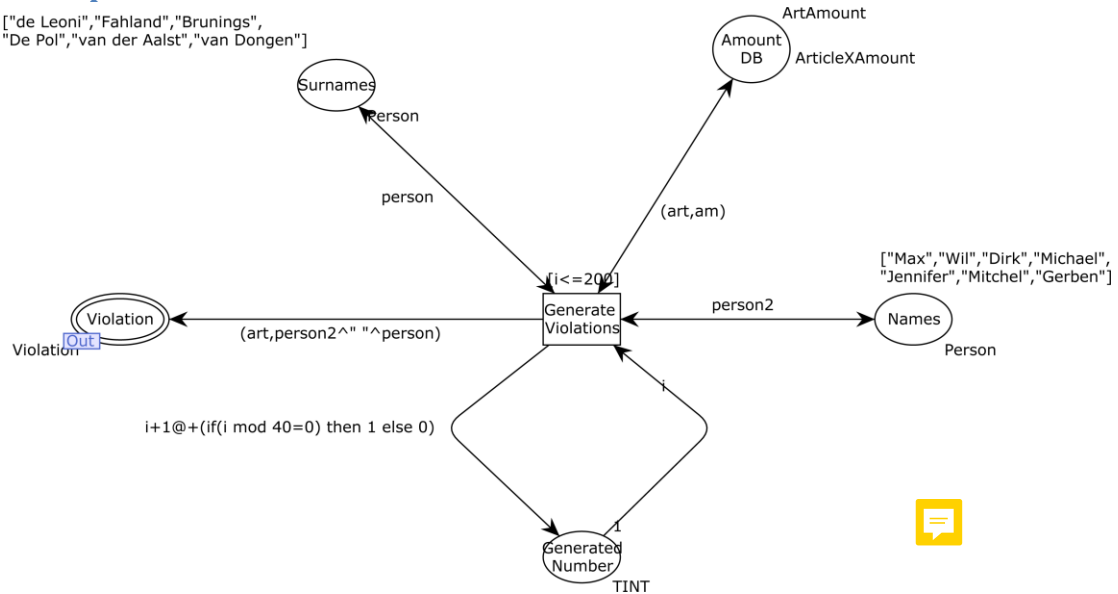 ["de Leoni","Fahland","Brunings",
"De Pol","van der Aalst","van Dongen"]
ArtAmount
Amount
DB
ArticleXAmount
Surnames
Person
person
(art,am)
["Max","Wil","Dirk","Michael",
"Jennifer","Mitchel","Gerben"]
[i<=200]
Generate
Violations
person2
Names
Person
Violation
(art,person2^" "^person)
Out
Violation
i
i+1@+(if(i mod 40=0) then 1 else 0)
1
Generated
Number
TINT